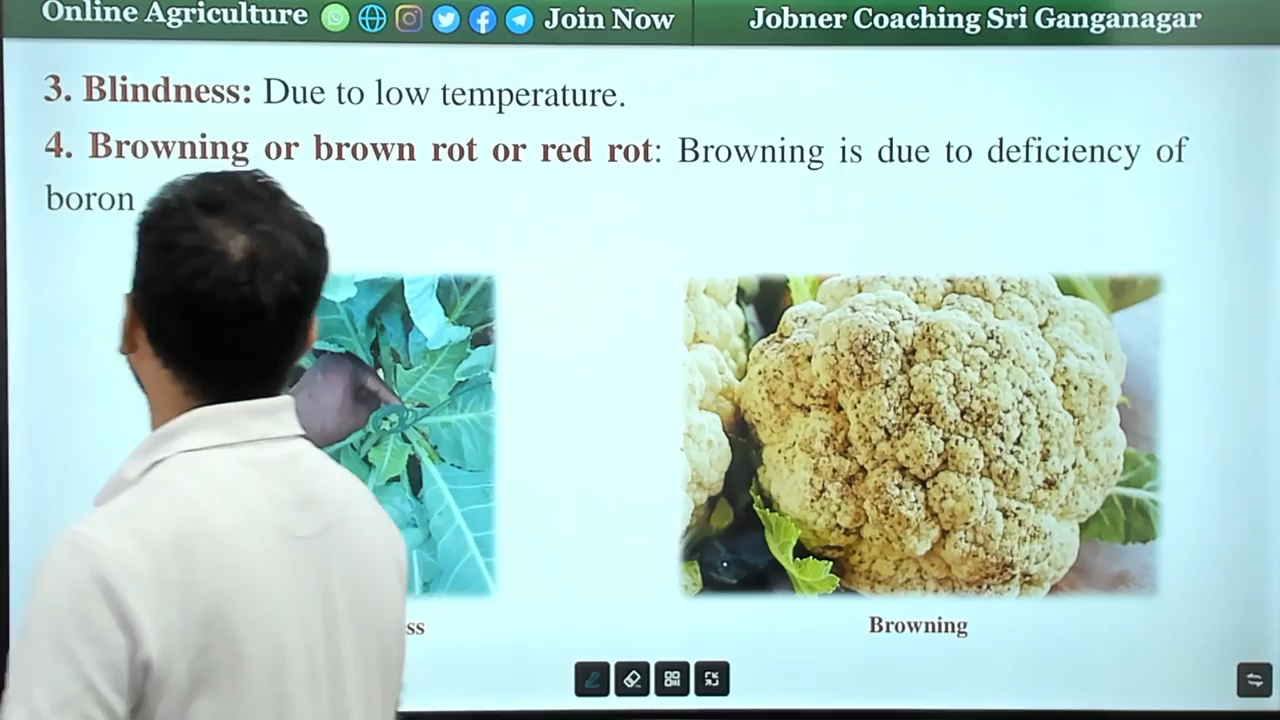 Online Agriculture Join Now Jobner Coaching Sri Ganganagar
3. Blindness: Due to low temperature.
4. Browning or brown rot or red rot: Browning is due to deficiency of
boron
ss Browning